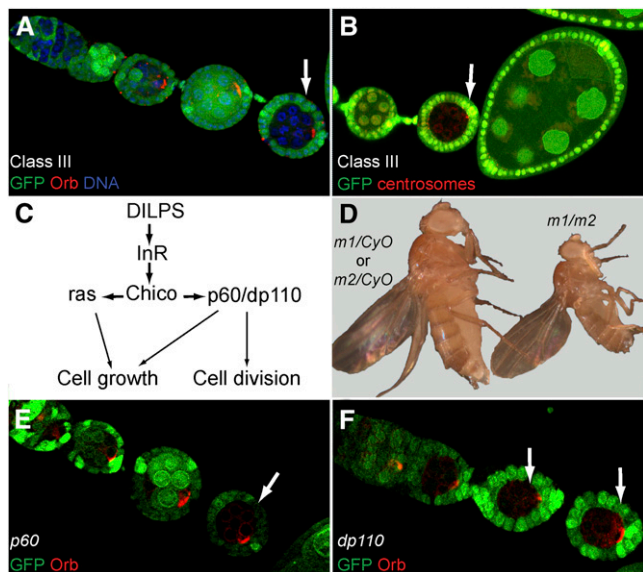 A
Class III
GFP Orb DNA
B
Class III
GFP centrosomes
C
DILPS
InR
ras
Chico
p60/dp110
Cell growth
Cell division
D
m1/CyO
or
m2/CyO
m1/m2
E
p60
GFP Orb
F
dp110
GFP Orb